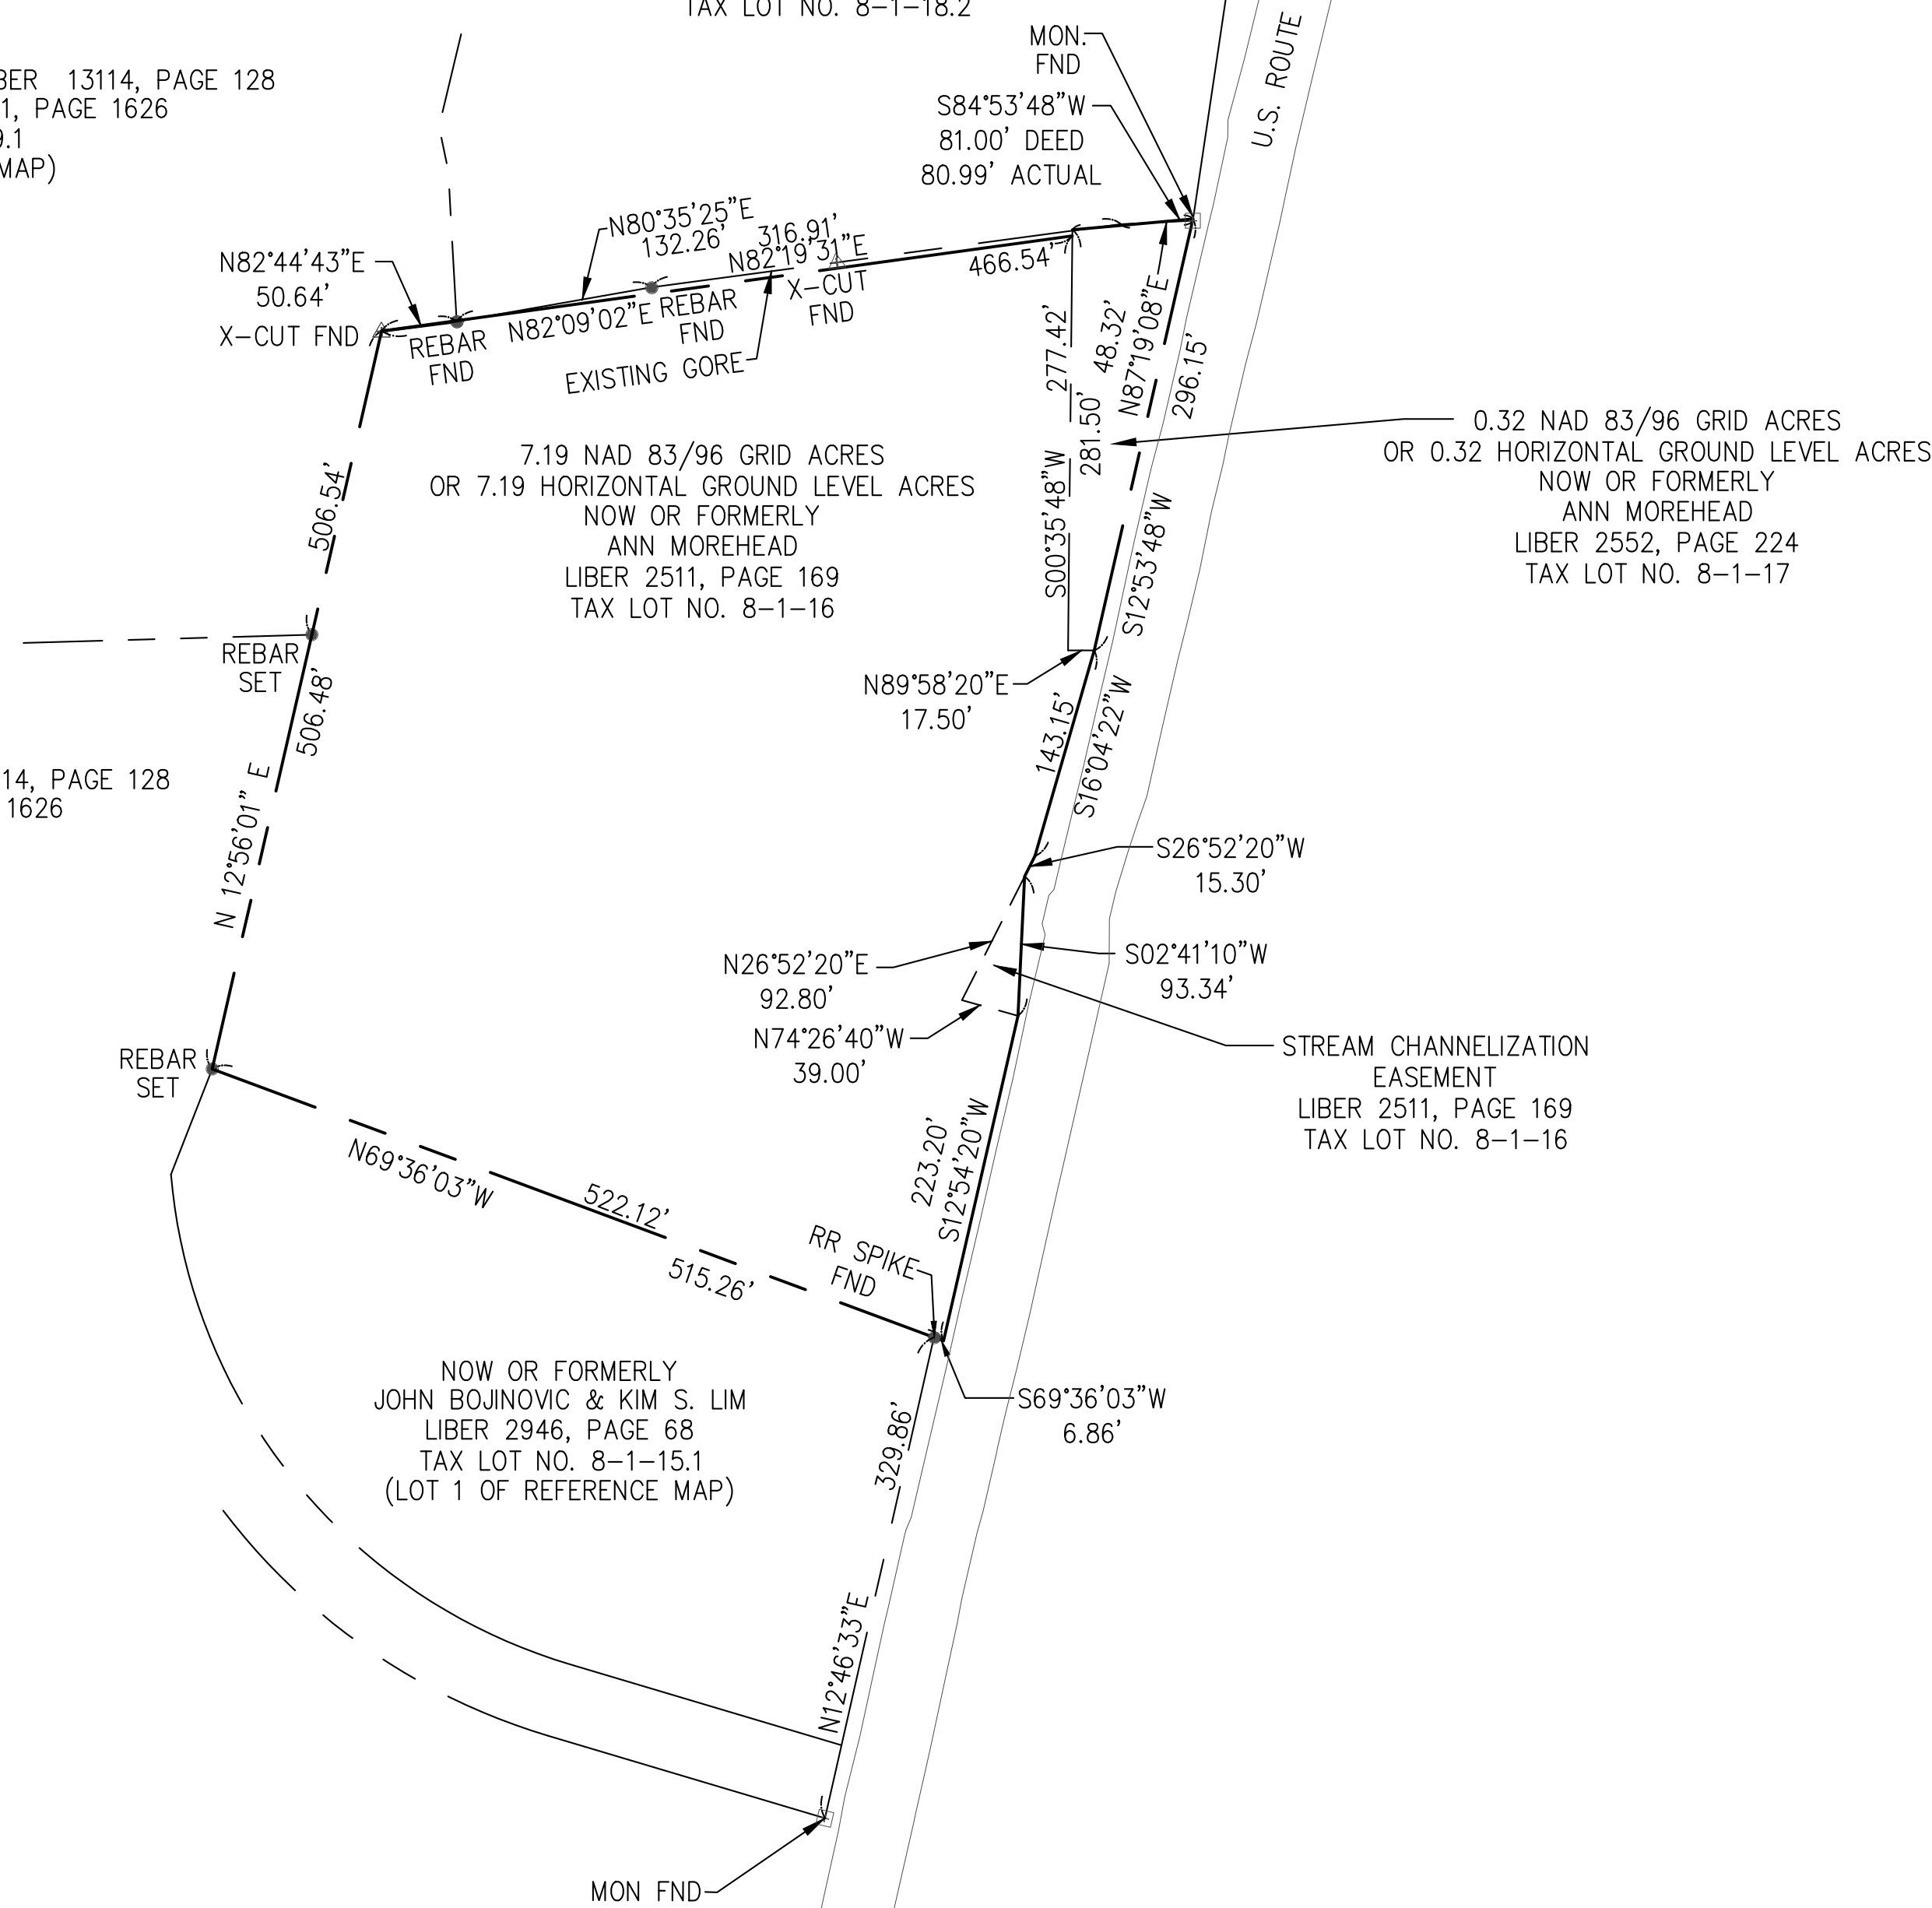 TAX LOT NO. 8-1-18.2
MON.
FND
U.S. ROUTE
13114, PAGE 128
1, PAGE 1626
9.1
MAP)
S84°53'48"W
81.00' DEED
80.99' ACTUAL
N82°44'43"E
50.64'
X-CUT FND
N80°35'25"E
132.26'
316.91'
N82°19'31"E
X-CUT
FND
466.54'
REBAR
FND
N82°09'02"E
REBAR
FND
EXISTING GORE
277.42'
48.32'
N87°19'08"E
296.15'
281.50'
S00°35'48"W
S12°53'48"W
0.32 NAD 83/96 GRID ACRES
OR 0.32 HORIZONTAL GROUND LEVEL ACRES
NOW OR FORMERLY
ANN MOREHEAD
LIBER 2552, PAGE 224
TAX LOT NO. 8-1-17
7.19 NAD 83/96 GRID ACRES
OR 7.19 HORIZONTAL GROUND LEVEL ACRES
NOW OR FORMERLY
ANN MOREHEAD
LIBER 2511, PAGE 169
TAX LOT NO. 8-1-16
506.54'
REBAR
SET
506.48'
N89°58'20"E
17.50'
143.15'
S16°04'22"W
14, PAGE 128
1626
N 12°56'01" E
S26°52'20"W
15.30'
N26°52'20"E
92.80'
S02°41'10"W
93.34'
N74°26'40"W
39.00'
STREAM CHANNELIZATION
EASEMENT
LIBER 2511, PAGE 169
TAX LOT NO. 8-1-16
REBAR
SET
N69°36'03"W
522.12'
515.26'
223.20'
S12°54'20"W
RR SPIKE
FND
S69°36'03"W
6.86'
NOW OR FORMERLY
JOHN BOJINOVIC & KIM S. LIM
LIBER 2946, PAGE 68
TAX LOT NO. 8-1-15.1
(LOT 1 OF REFERENCE MAP)
329.86'
N12°46'33"E
MON FND